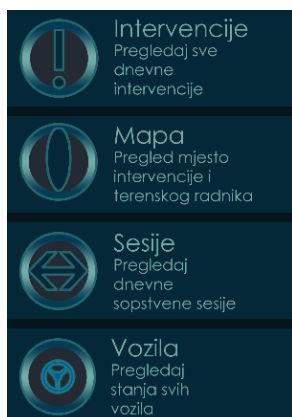 Intervencije
Pregledaj sve
dnevne
intervencije
Mapa
Pregled mjesto
intervencije i
terenskog radnika
Sesije
Pregledaj
dnevne
sopstvene sesije
Vozila
Pregledaj
stanja svih
vozila